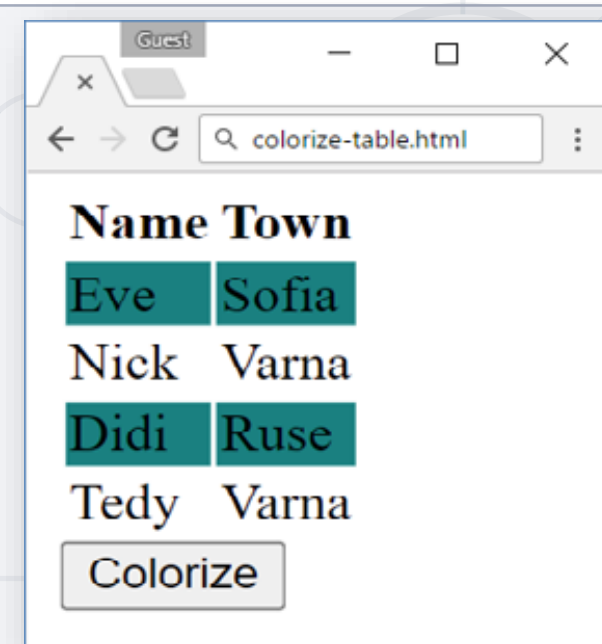 Guest
colorize-table.html
Name Town
Eve Sofia
Nick Varna
Didi Ruse
Tedy Varna
Colorize